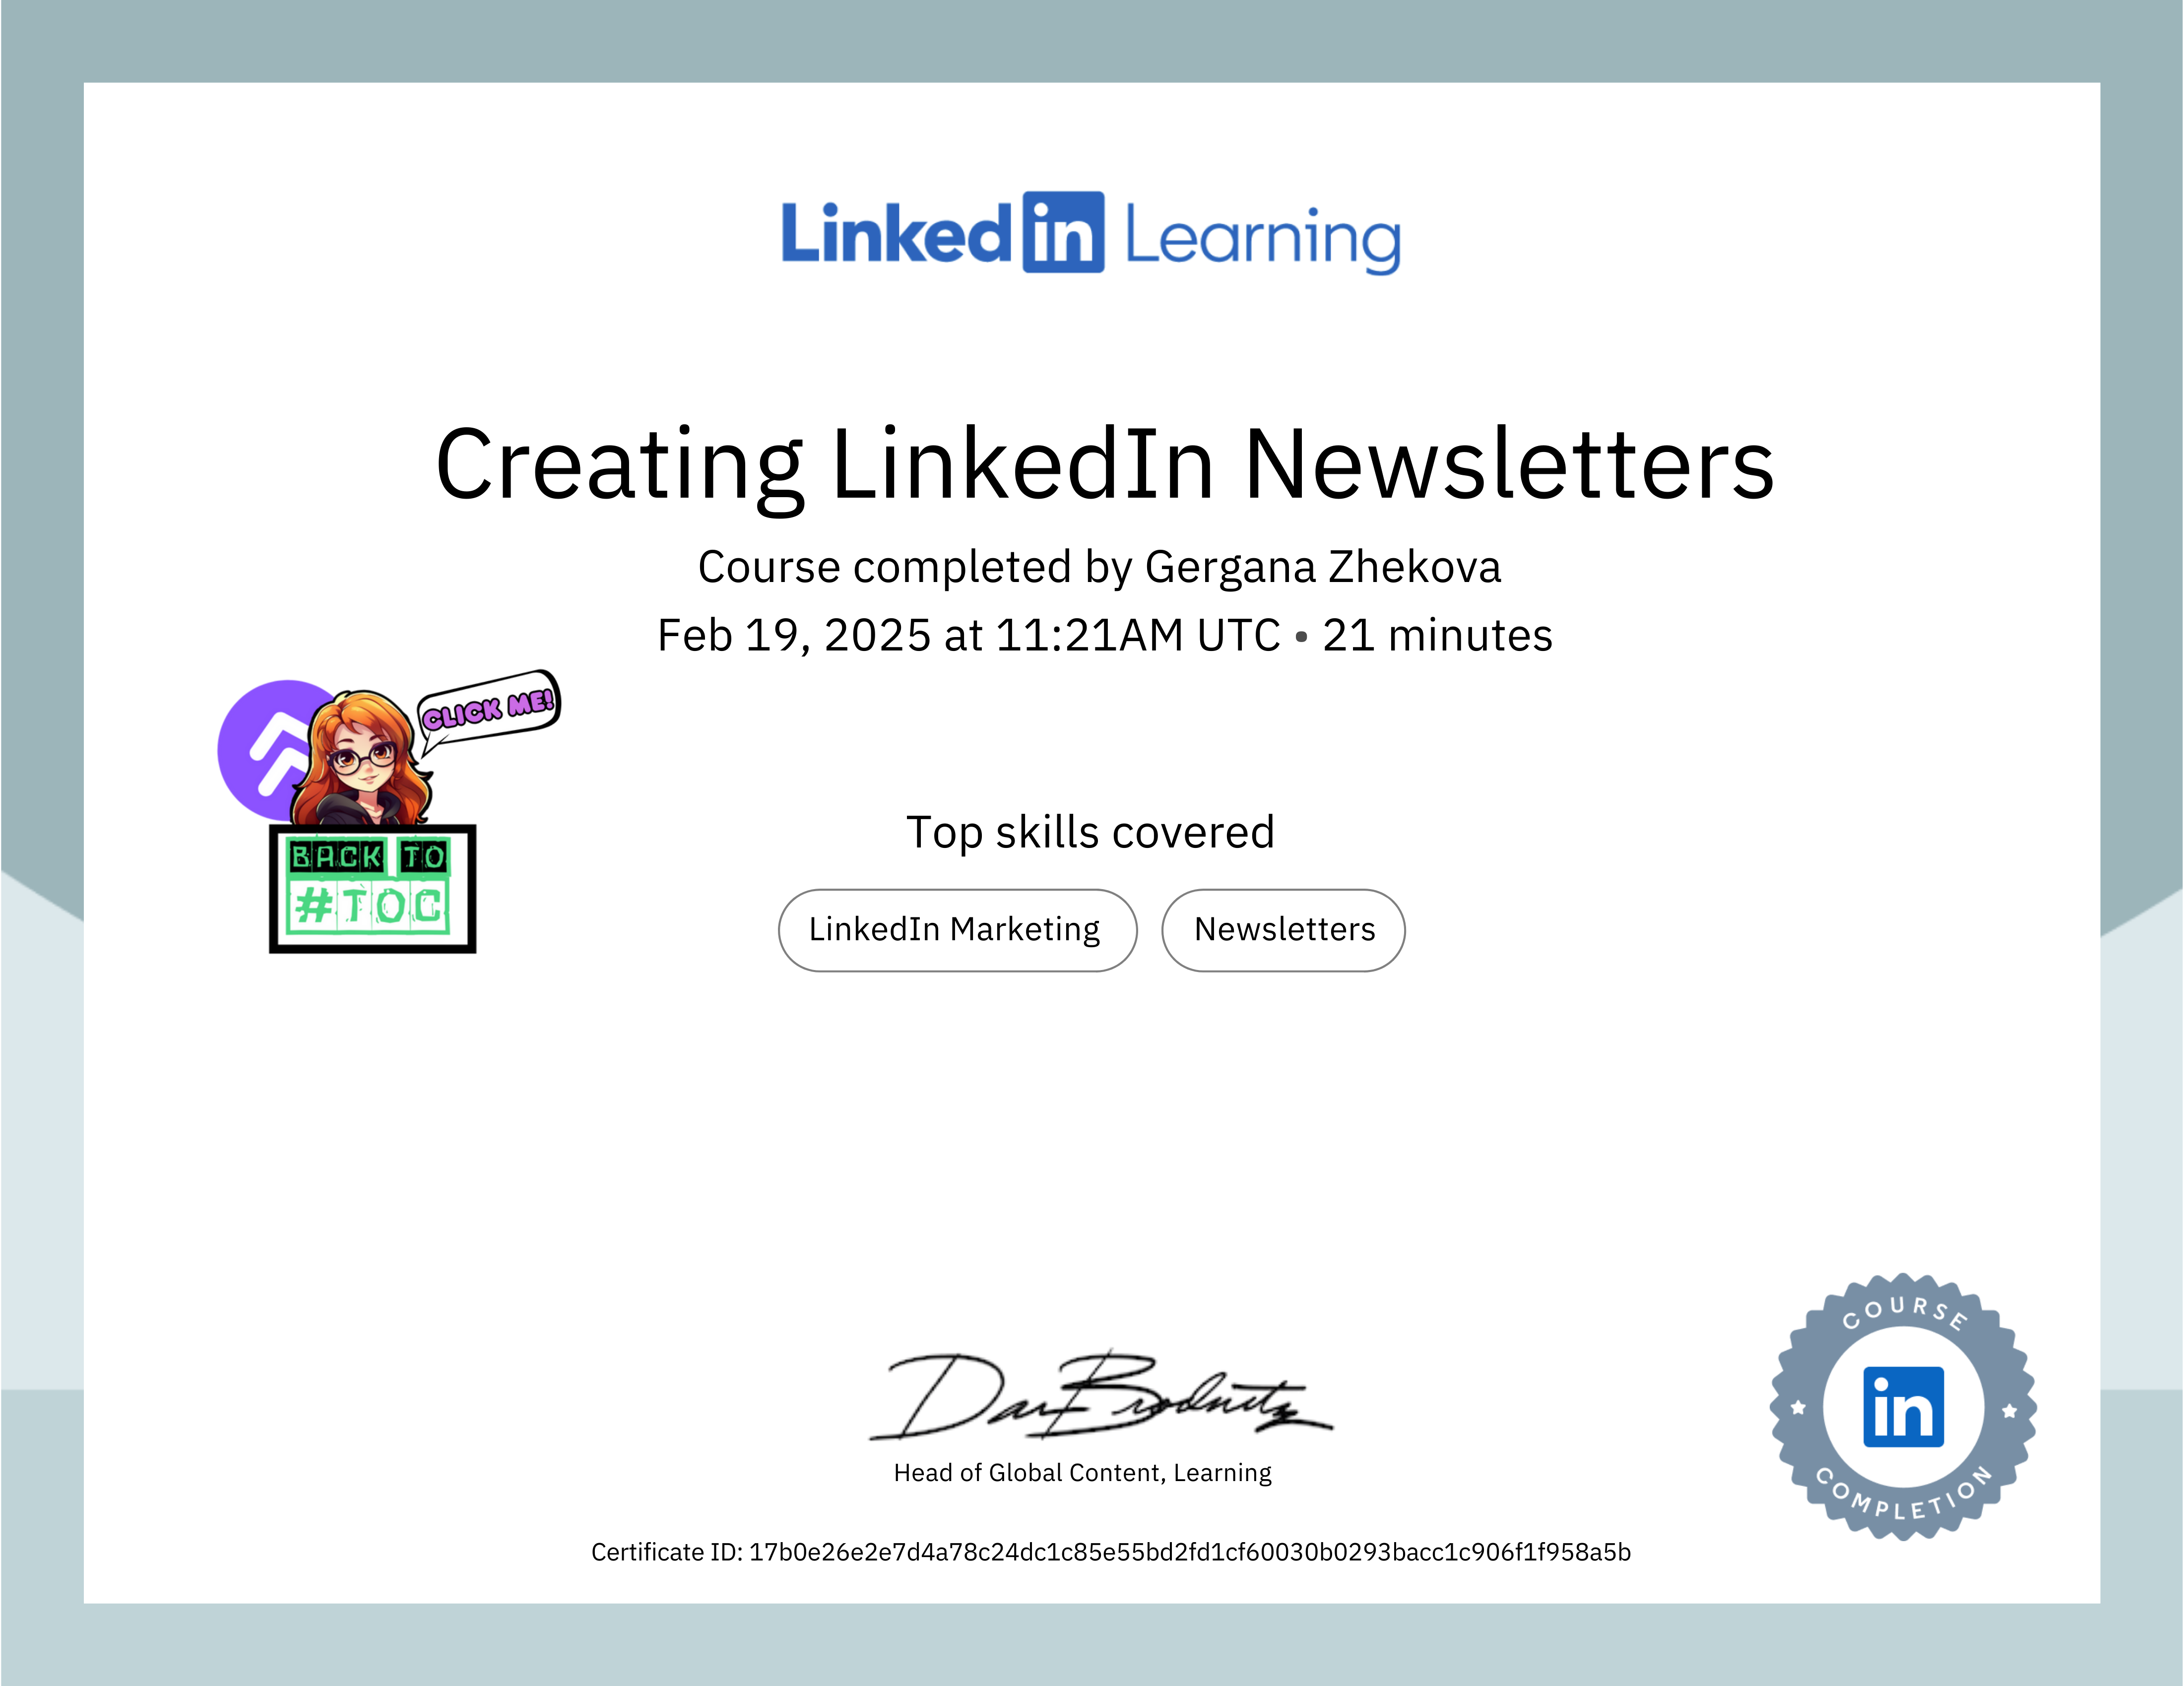 Linked in Learning
Creating LinkedIn Newsletters
Course completed by Gergana Zhekova
Feb 19, 2025 at 11:21AM UTC • 21 minutes
CLICK ME!
BACK TO
#TOC
Top skills covered
LinkedIn Marketing
Newsletters
Dan Brodnitz
Head of Global Content, Learning
Certificate ID: 17b0e26e2e7d4a78c24dc1c85e55bd2fd1cf60030b0293bacc1c906f1f958a5b
COURSE
in
COMPLETION